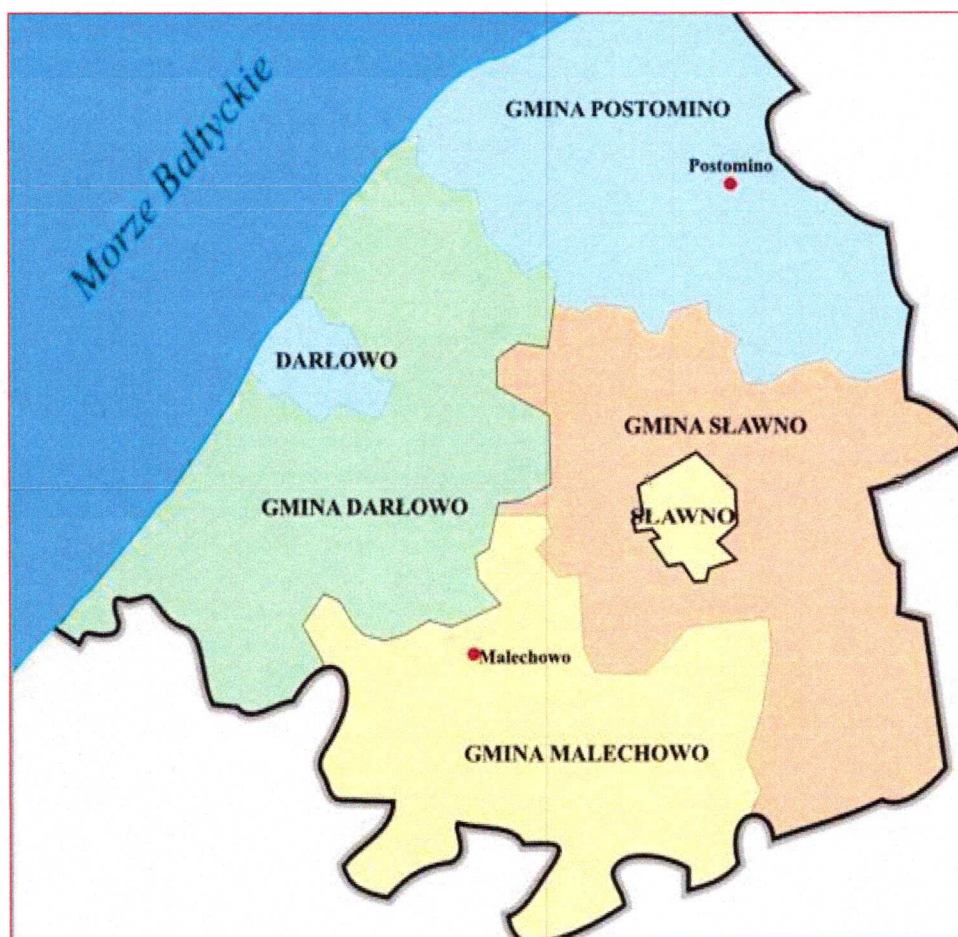 Morze Bałtyckie
GMINA POSTOMINO
Postomino
DARŁOWO
GMINA SŁAWNO
GMINA DARŁOWO
SŁAWNO
Malechowo
GMINA MALECHOWO